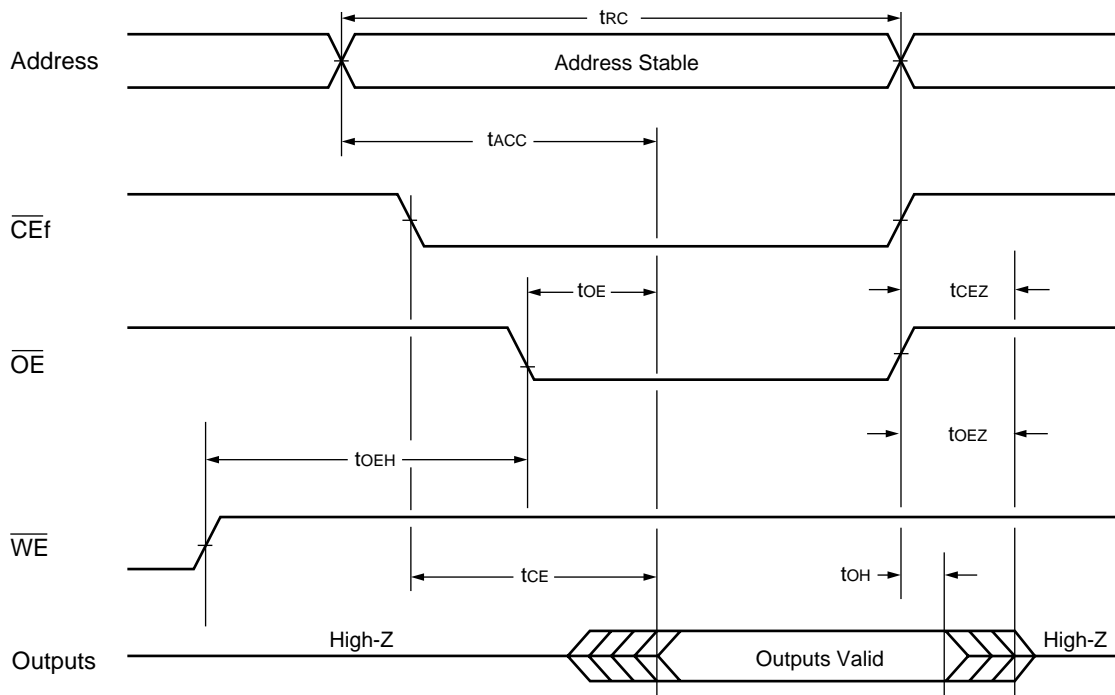 tRC
Address
Address Stable
tACC
CEf
tOE
tCEZ
OE
tOEZ
tOEH
WE
tCE
tOH
High-Z
High-Z
Outputs
Outputs Valid